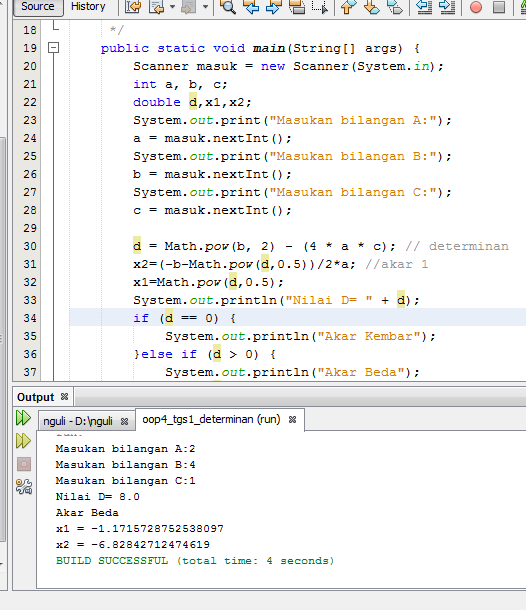 Source History
18 */
19 public static void main(String[] args) {
20 Scanner masuk = new Scanner(System.in);
21 int a, b, c;
22 double d,x1,x2;
23 System.out.print("Masukan bilangan A:");
24 a = masuk.nextInt();
25 System.out.print("Masukan bilangan B:");
26 b = masuk.nextInt();
27 System.out.print("Masukan bilangan C:");
28 c = masuk.nextInt();
29
30 d = Math.pow(b, 2) - (4 * a * c); // determinan
31 x2=(-b-Math.pow(d,0.5))/2*a; //akar 1
32 x1=Math.pow(d,0.5);
33 System.out.println("Nilai D= " + d);
34 if (d == 0) {
35 System.out.println("Akar Kembar");
36 }else if (d > 0) {
37 System.out.println("Akar Beda");
Output
nguli - D:\nguli oop4_tgs1_determinan (run)
run:
Masukan bilangan A:2
Masukan bilangan B:4
Masukan bilangan C:1
Nilai D= 8.0
Akar Beda
x1 = -1.1715728752538097
x2 = -6.82842712474619
BUILD SUCCESSFUL (total time: 4 seconds)